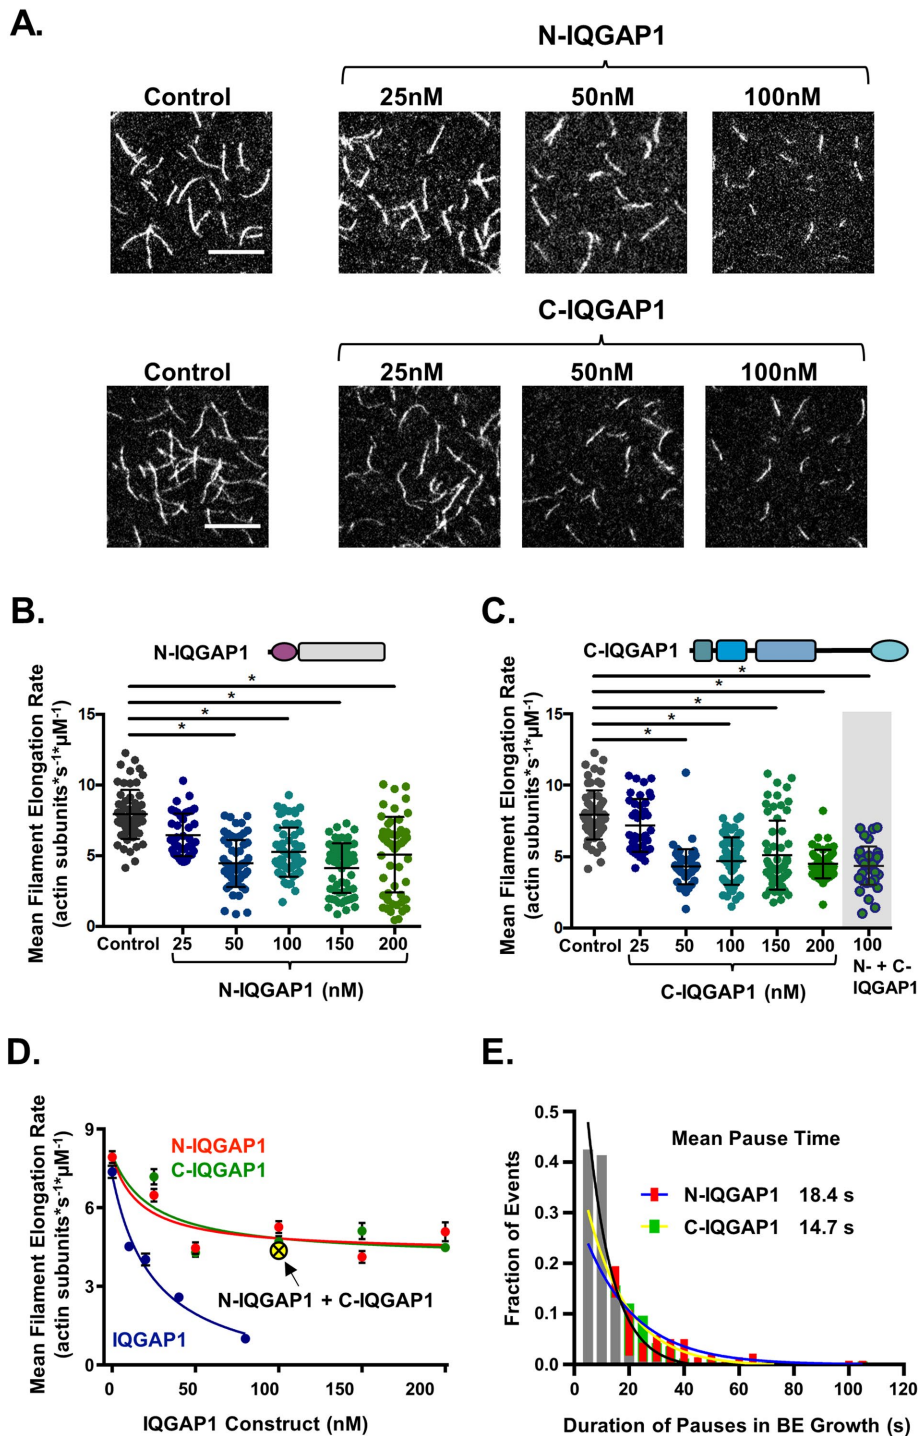 A.
N-IQGAP1
Control 25nM 50nM 100nM
C-IQGAP1
Control 25nM 50nM 100nM
B.
N-IQGAP1
*
*
*
*
Mean Filament Elongation Rate
(actin subunits*s⁻¹*µM⁻¹)
15
10
5
0
Control 25 50 100 150 200
N-IQGAP1 (nM)
C.
C-IQGAP1
*
*
*
*
*
Mean Filament Elongation Rate
(actin subunits*s⁻¹*µM⁻¹)
15
10
5
0
Control 25 50 100 150 200 100
C-IQGAP1 (nM)
N- + C-
IQGAP1
D.
Mean Filament Elongation Rate
(actin subunits*s⁻¹*µM⁻¹)
9
6
3
0
N-IQGAP1
C-IQGAP1
N-IQGAP1 + C-IQGAP1
IQGAP1
0 50 100 150 200
IQGAP1 Construct (nM)
E.
Fraction of Events
0.5
0.4
0.3
0.2
0.1
0.0
Mean Pause Time
N-IQGAP1 18.4 s
C-IQGAP1 14.7 s
0 20 40 60 80 100 120
Duration of Pauses in BE Growth (s)